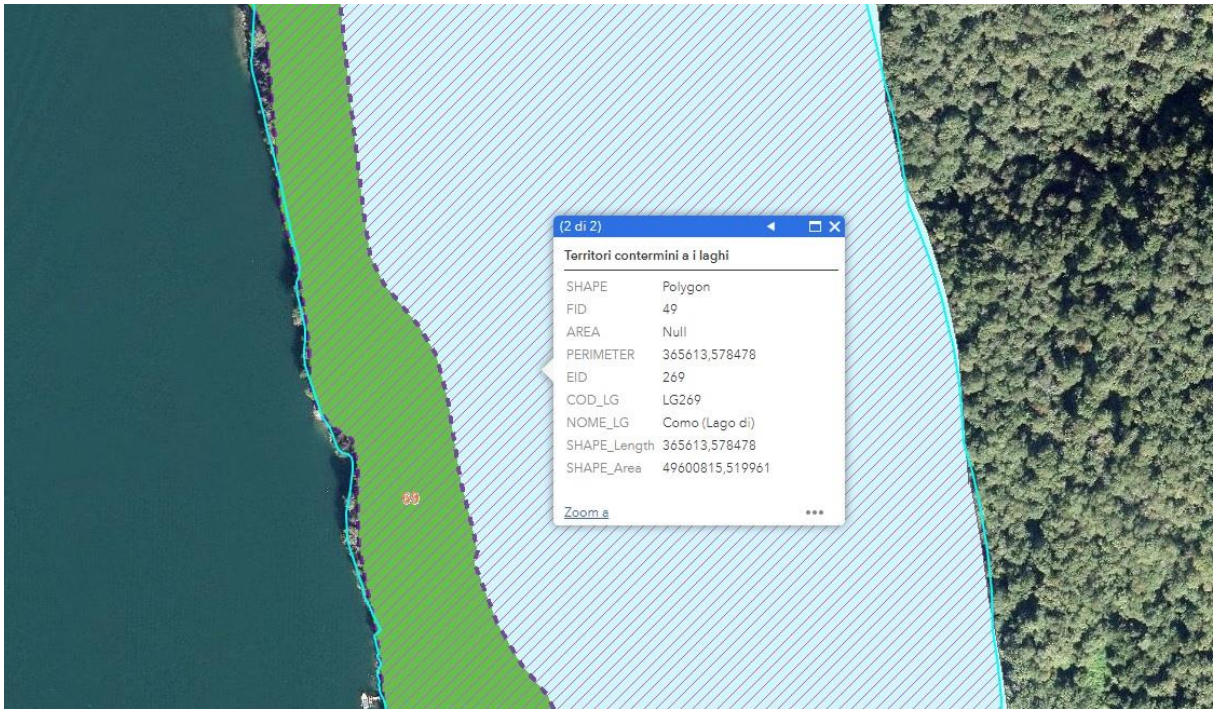 (2 di 2)
Territori contermini a i laghi
SHAPE Polygon
FID 49
AREA Null
PERIMETER 365613,578478
EID 269
COD_LG LG269
NOME_LG Como (Lago di)
SHAPE_Length 365613,578478
SHAPE_Area 49600815,519961
Zoom a